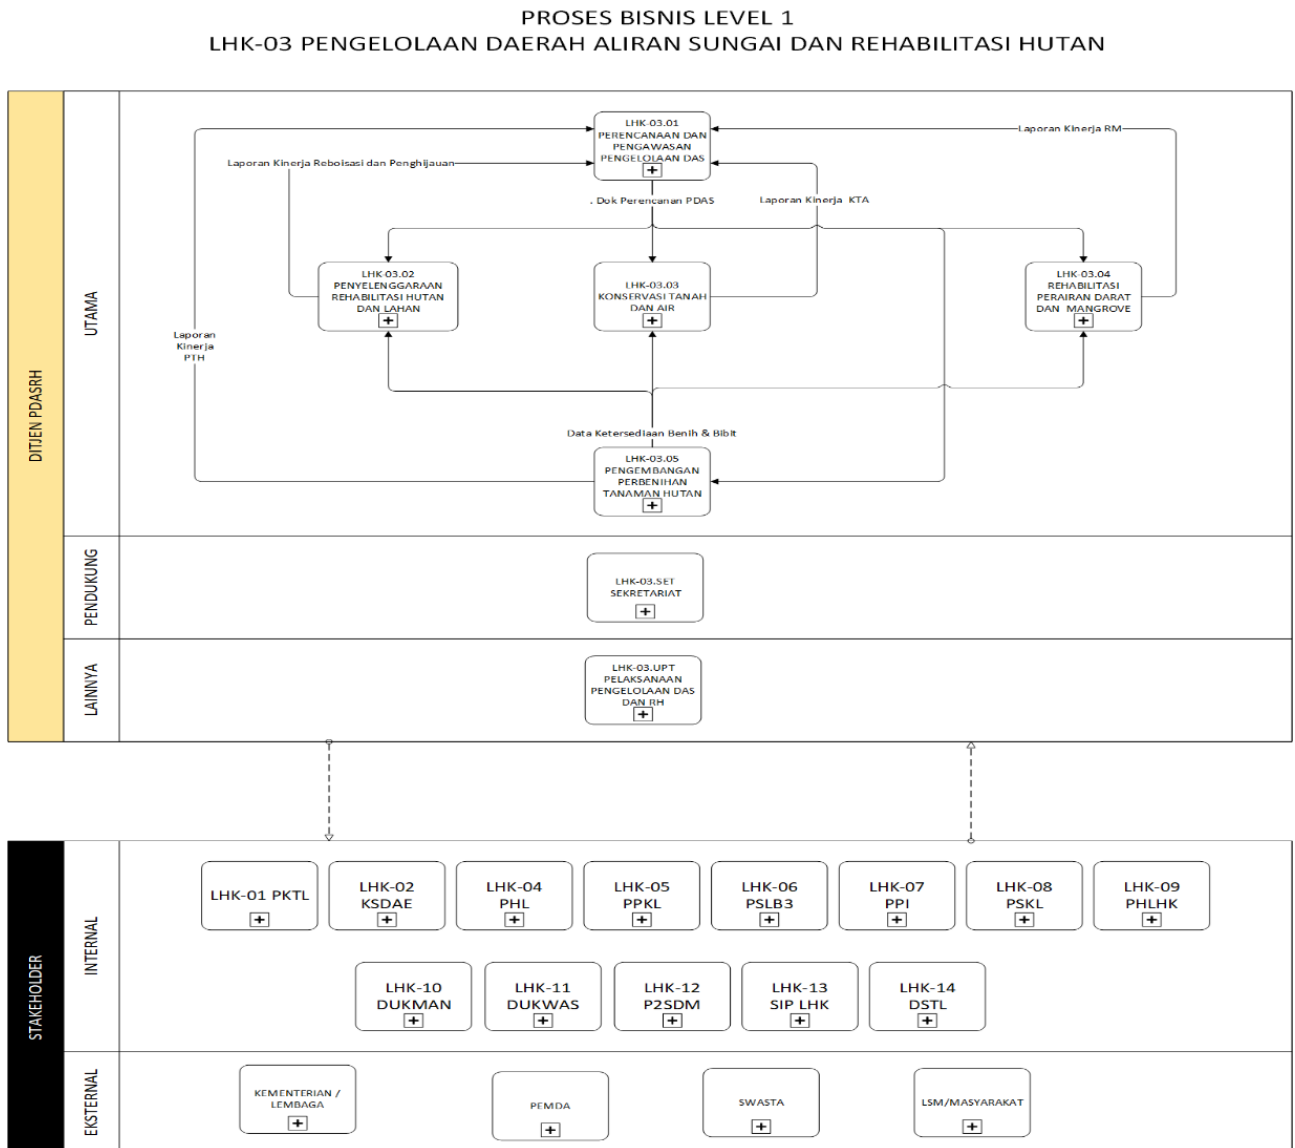 PROSES BISNIS LEVEL 1
LHK-03 PENGELOLAAN DAERAH ALIRAN SUNGAI DAN REHABILITASI HUTAN
DITJEN PDASRH
UTAMA
LHK-03.01
PERENCANAAN DAN
PENGAWASAN
PENGELOLAAN DAS
Laporan Kinerja RM
Laporan Kinerja Reboisasi dan Penghijauan
. Dok Perencanan PDAS
Laporan Kinerja KTA
LHK-03.02
PENYELENGGARAAN
REHABILITASI HUTAN
DAN LAHAN
LHK-03.03
KONSERVASI TANAH
DAN AIR
LHK-03.04
REHABILITASI
PERAIRAN DARAT
DAN MANGROVE
Laporan
Kinerja
PTH
Data Ketersediaan Benih & Bibit
LHK-03.05
PENGEMBANGAN
PERBENIHAN
TANAMAN HUTAN
PENDUKUNG
LHK-03.SET
SEKRETARIAT
LAINNYA
LHK-03.UPT
PELAKSANAAN
PENGELOLAAN DAS
DAN RH
STAKEHOLDER
INTERNAL
LHK-01 PKTL
LHK-02
KSDAE
LHK-04
PHL
LHK-05
PPKL
LHK-06
PSLB3
LHK-07
PPI
LHK-08
PSKL
LHK-09
PHLHK
LHK-10
DUKMAN
LHK-11
DUKWAS
LHK-12
P2SDM
LHK-13
SIP LHK
LHK-14
DSTL
EKSTERNAL
KEMENTERIAN /
LEMBAGA
PEMDA
SWASTA
LSM/MASYARAKAT